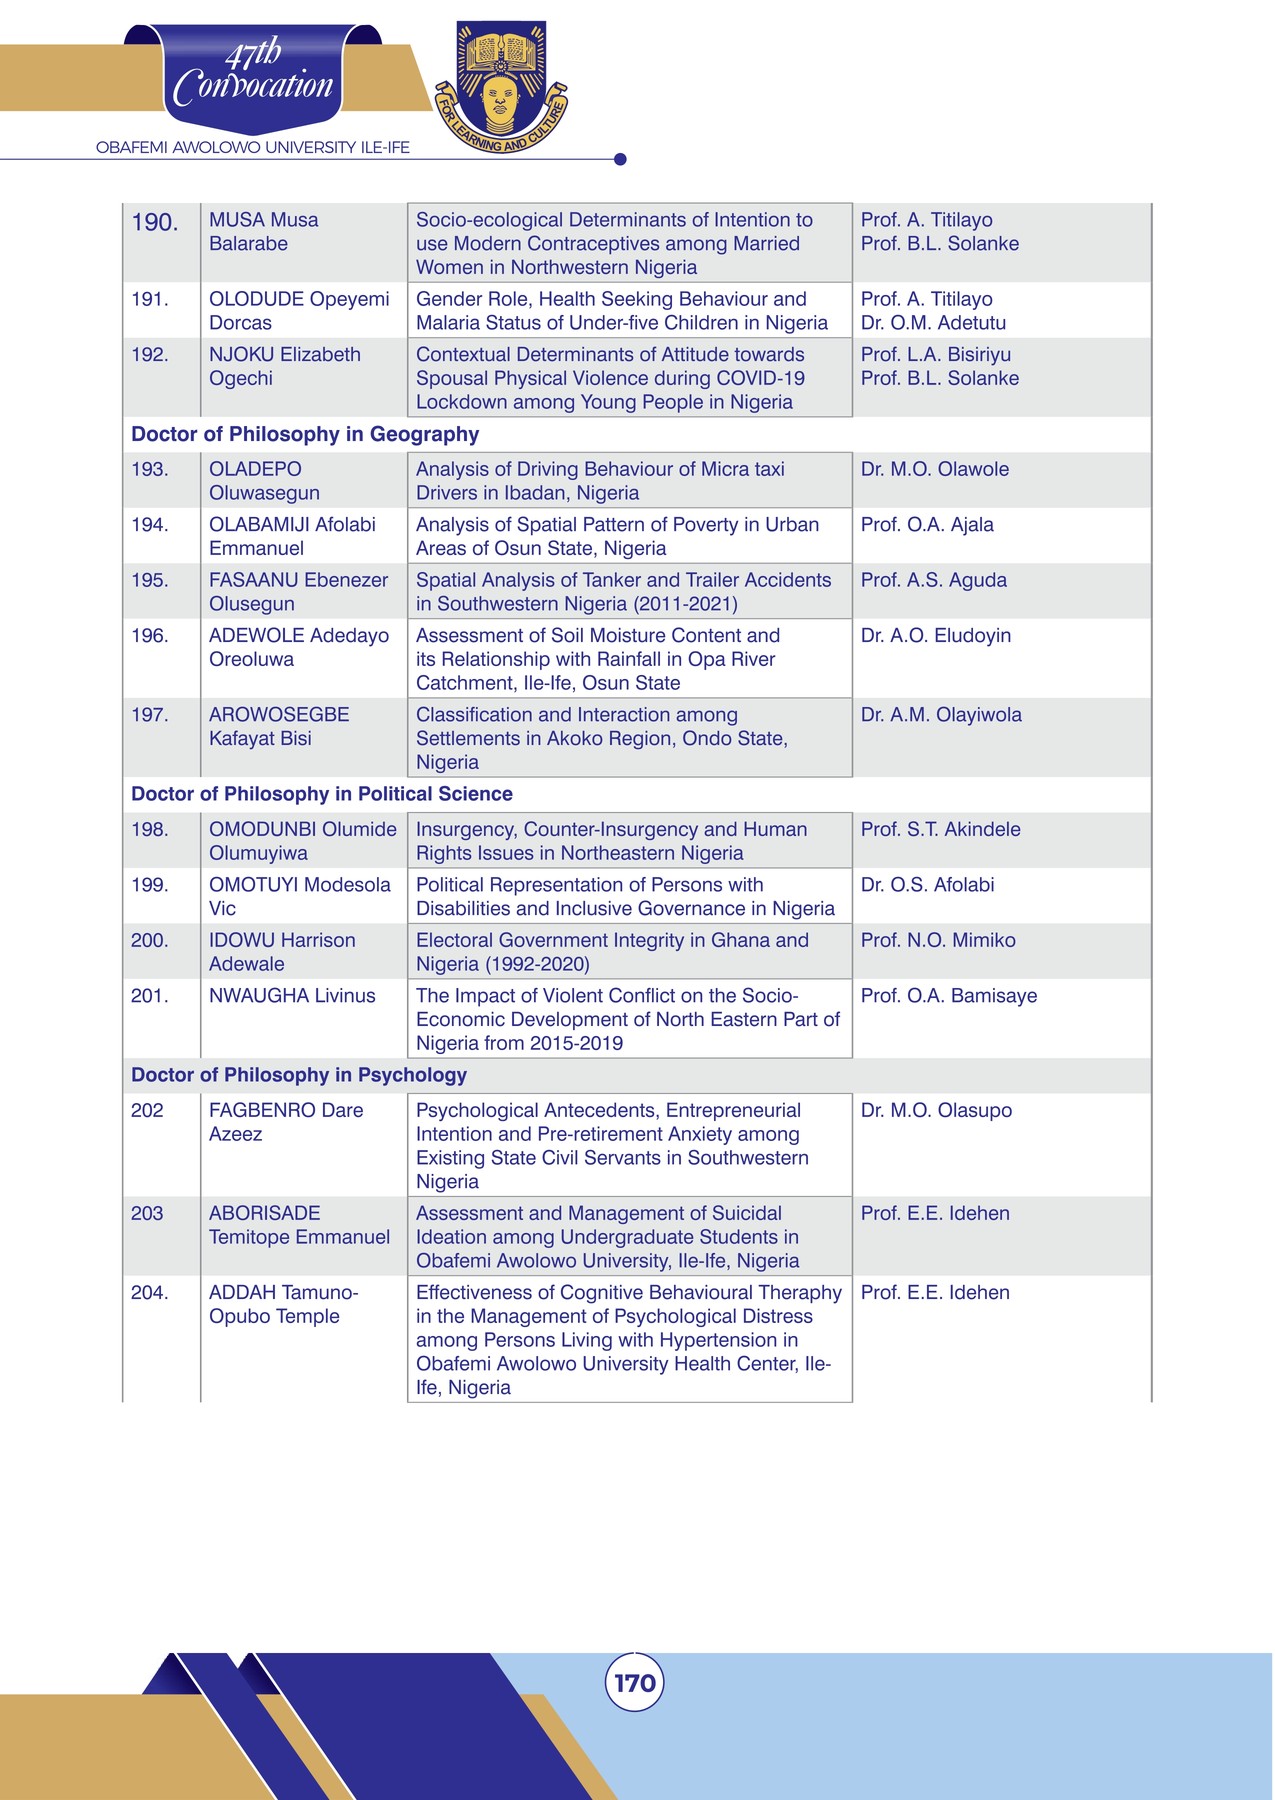 47th
Convocation
FOR LEARNING AND CULTURE
OBAFEMI AWOLOWO UNIVERSITY ILE-IFE
190. MUSA Musa Socio-ecological Determinants of Intention to Prof. A. Titilayo
Balarabe use Modern Contraceptives among Married Prof. B.L. Solanke
Women in Northwestern Nigeria
191. OLODUDE Opeyemi Gender Role, Health Seeking Behaviour and Prof. A. Titilayo
Dorcas Malaria Status of Under-five Children in Nigeria Dr. O.M. Adetutu
192. NJOKU Elizabeth Contextual Determinants of Attitude towards Prof. L.A. Bisiriyu
Ogechi Spousal Physical Violence during COVID-19 Prof. B.L. Solanke
Lockdown among Young People in Nigeria
Doctor of Philosophy in Geography
193. OLADEPO Analysis of Driving Behaviour of Micra taxi Dr. M.O. Olawole
Oluwasegun Drivers in Ibadan, Nigeria
194. OLABAMIJI Afolabi Analysis of Spatial Pattern of Poverty in Urban Prof. O.A. Ajala
Emmanuel Areas of Osun State, Nigeria
195. FASAANU Ebenezer Spatial Analysis of Tanker and Trailer Accidents Prof. A.S. Aguda
Olusegun in Southwestern Nigeria (2011-2021)
196. ADEWOLE Adedayo Assessment of Soil Moisture Content and Dr. A.O. Eludoyin
Oreoluwa its Relationship with Rainfall in Opa River
Catchment, Ile-Ife, Osun State
197. AROWOSEGBE Classification and Interaction among Dr. A.M. Olayiwola
Kafayat Bisi Settlements in Akoko Region, Ondo State,
Nigeria
Doctor of Philosophy in Political Science
198. OMODUNBI Olumide Insurgency, Counter-Insurgency and Human Prof. S.T. Akindele
Olumuyiwa Rights Issues in Northeastern Nigeria
199. OMOTUYI Modesola Political Representation of Persons with Dr. O.S. Afolabi
Vic Disabilities and Inclusive Governance in Nigeria
200. IDOWU Harrison Electoral Government Integrity in Ghana and Prof. N.O. Mimiko
Adewale Nigeria (1992-2020)
201. NWAUGHA Livinus The Impact of Violent Conflict on the Socio- Prof. O.A. Bamisaye
Economic Development of North Eastern Part of
Nigeria from 2015-2019
Doctor of Philosophy in Psychology
202 FAGBENRO Dare Psychological Antecedents, Entrepreneurial Dr. M.O. Olasupo
Azeez Intention and Pre-retirement Anxiety among
Existing State Civil Servants in Southwestern
Nigeria
203 ABORISADE Assessment and Management of Suicidal Prof. E.E. Idehen
Temitope Emmanuel Ideation among Undergraduate Students in
Obafemi Awolowo University, Ile-Ife, Nigeria
204. ADDAH Tamuno- Effectiveness of Cognitive Behavioural Theraphy Prof. E.E. Idehen
Opubo Temple in the Management of Psychological Distress
among Persons Living with Hypertension in
Obafemi Awolowo University Health Center, Ile-
Ife, Nigeria
170